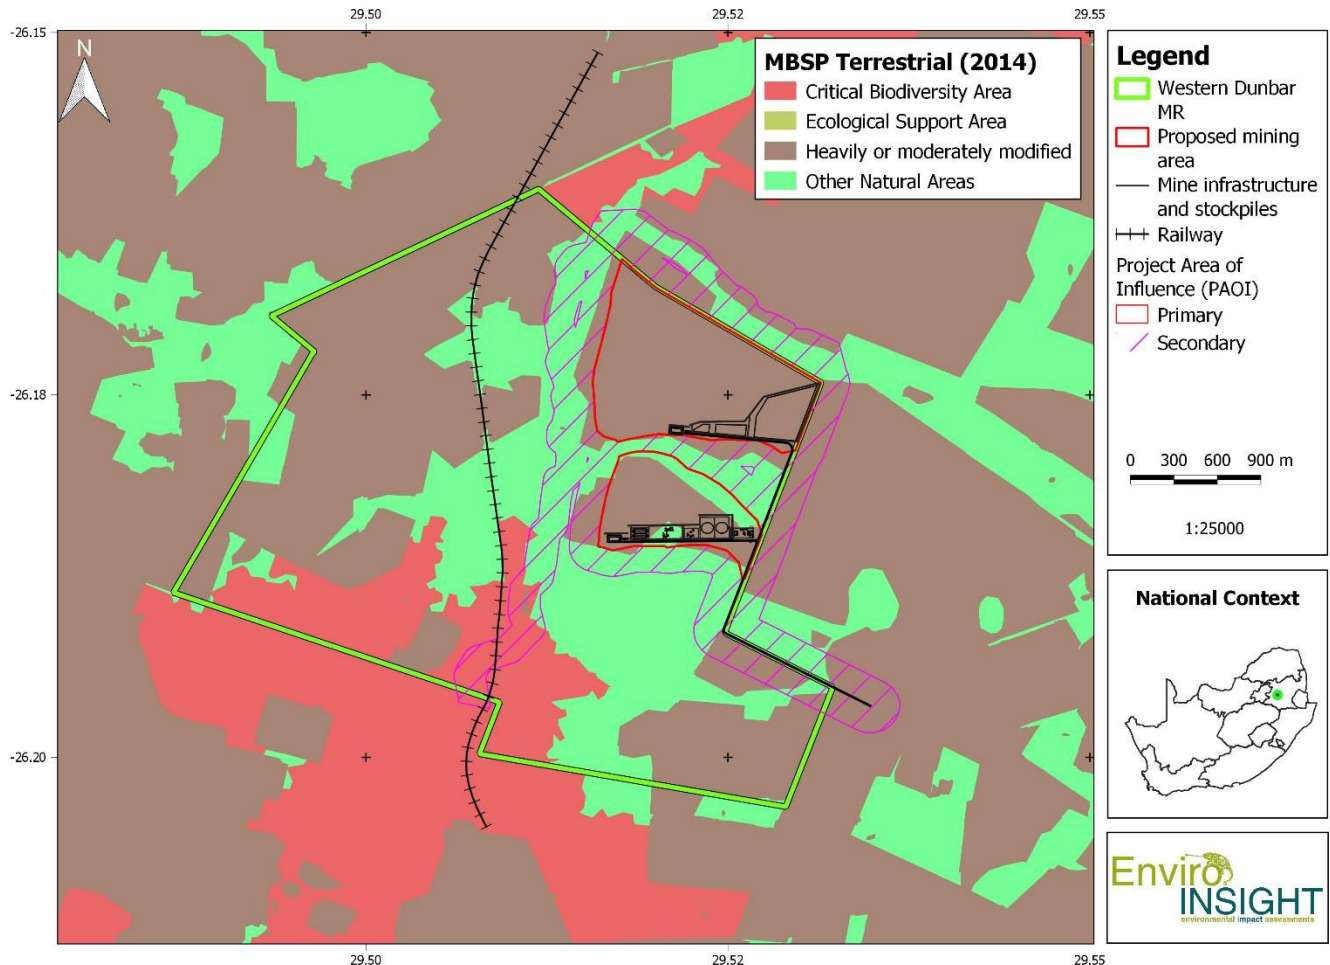 29.50
29.52
29.55
-26.15
-26.18
-26.20
N
MBSP Terrestrial (2014)
Critical Biodiversity Area
Ecological Support Area
Heavily or moderately modified
Other Natural Areas
29.50
29.52
29.55
Legend
Western Dunbar
MR
Proposed mining
area
Mine infrastructure
and stockpiles
Railway
Project Area of
Influence (PAOI)
Primary
Secondary
0 300 600 900 m
1:25000
National Context
Enviro
INSIGHT
environmental impact assessments